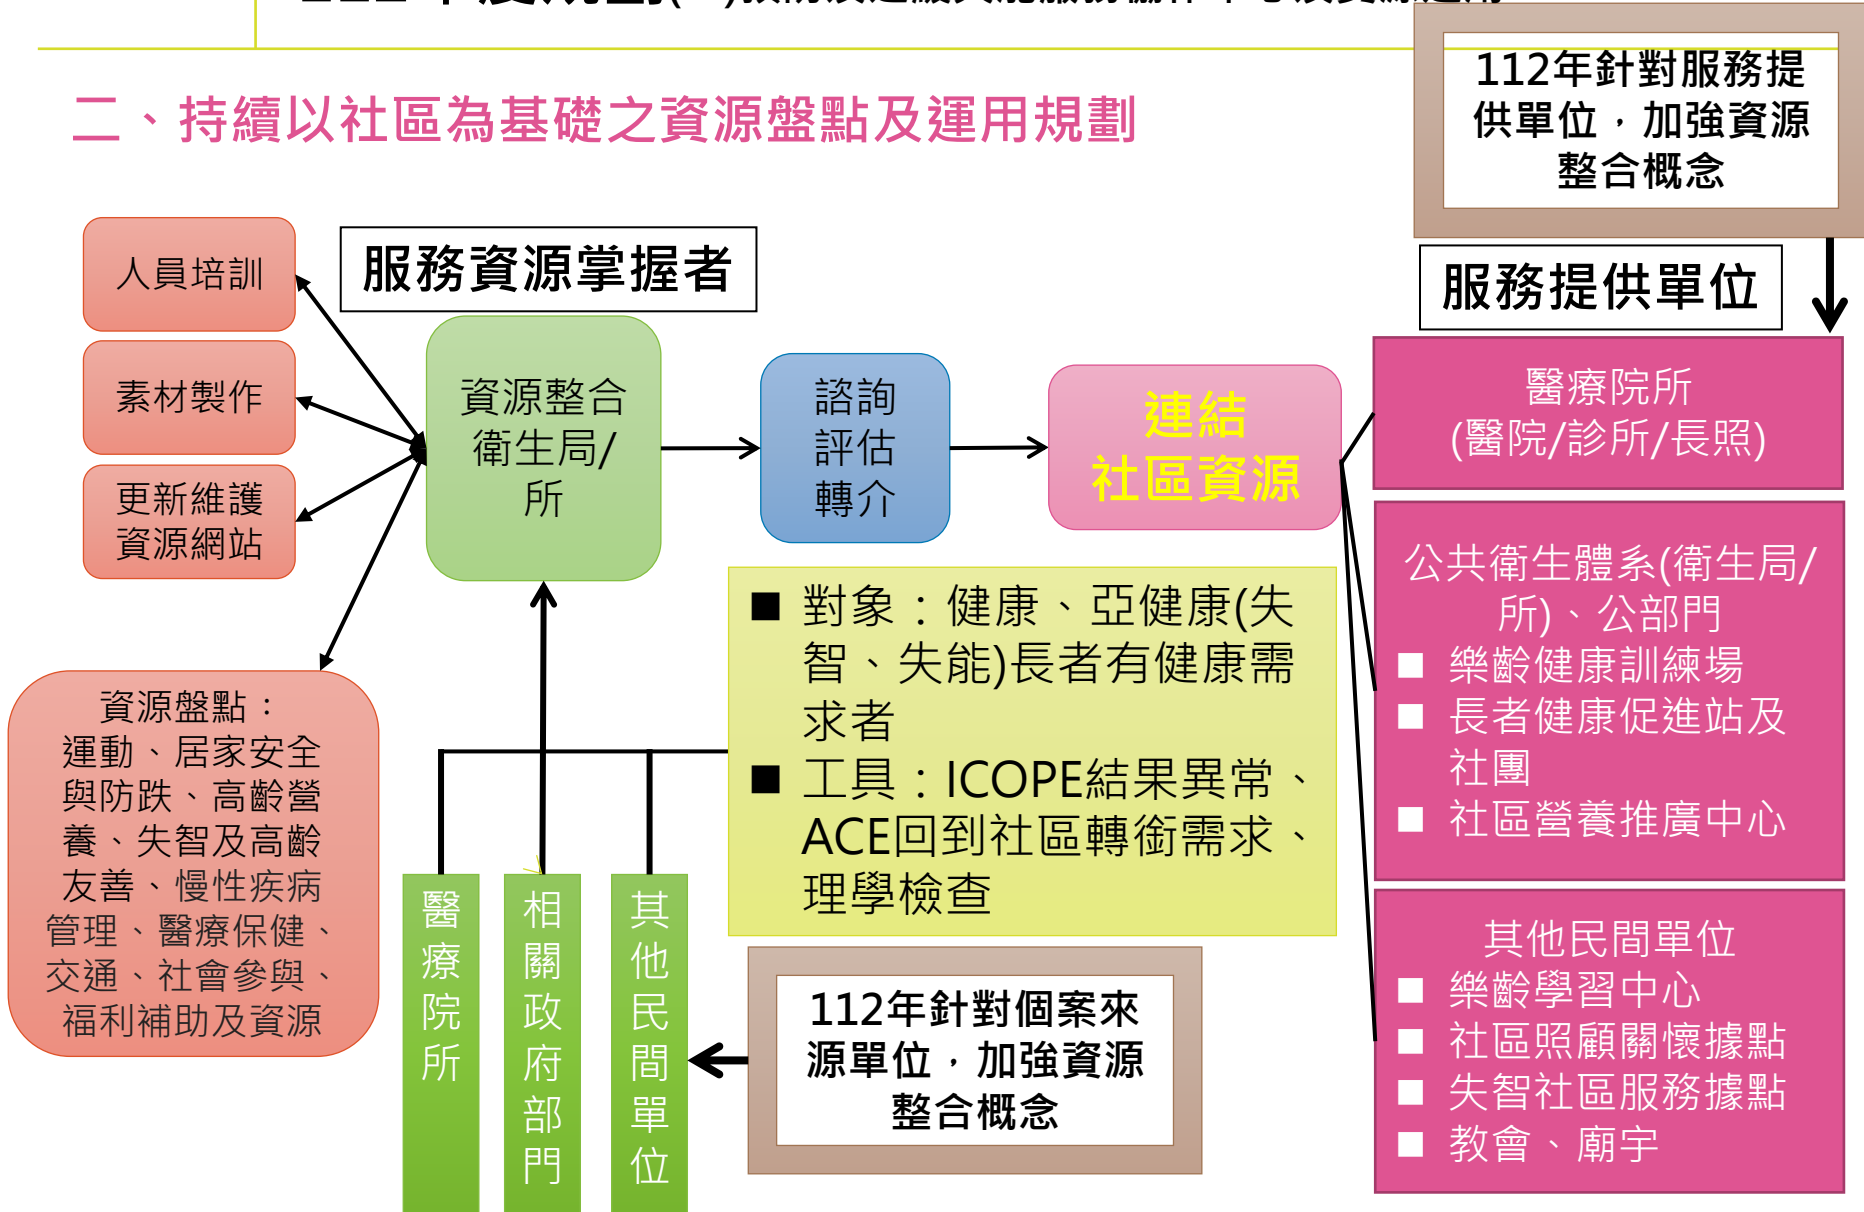 二、持續以社區為基礎之資源盤點及運用規劃
112年針對服務提
供單位，加強資源
整合概念
人員培訓
素材製作
更新維護
資源網站
服務資源掌握者
資源整合
衛生局/
所
諮詢
評估
轉介
連結
社區資源
服務提供單位
醫療院所
(醫院/診所/長照)
公共衛生體系(衛生局/
所)、公部門
■ 樂齡健康訓練場
■ 長者健康促進站及
社團
■ 社區營養推廣中心
其他民間單位
■ 樂齡學習中心
■ 社區照顧關懷據點
■ 失智社區服務據點
■ 教會、廟宇
■ 對象：健康、亞健康(失
智、失能)長者有健康需
求者
■ 工具：ICOPE結果異常、
ACE回到社區轉銜需求、
理學檢查
資源盤點：
運動、居家安全
與防跌、高齡營
養、失智及高齡
友善、慢性疾病
管理、醫療保健、
交通、社會參與、
福利補助及資源
醫療院所
相關政府部門
其他民間單位
112年針對個案來
源單位，加強資源
整合概念